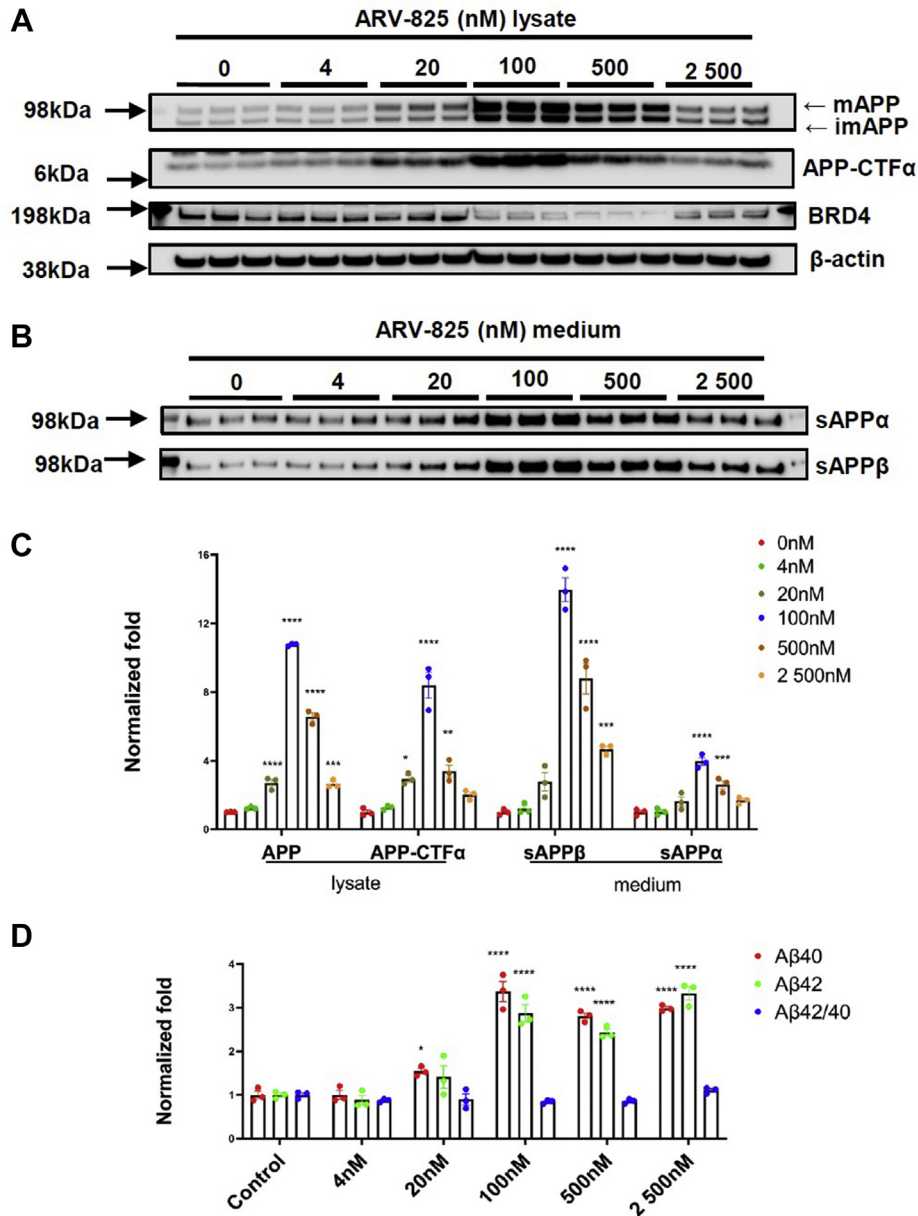 A
ARV-825 (nM) lysate
0 4 20 100 500 2 500
98kDa
← mAPP
← imAPP
6kDa
APP-CTFα
198kDa
BRD4
38kDa
β-actin
B
ARV-825 (nM) medium
0 4 20 100 500 2 500
98kDa
sAPPα
98kDa
sAPPβ
C
Normalized fold
16
12
8
4
0
**** **** **** ***
* **** **
**** **** ***
**** ***
0nM
4nM
20nM
100nM
500nM
2 500nM
APP APP-CTFα sAPPβ sAPPα
lysate medium
D
Normalized fold
4
3
2
1
0
*
**** ****
**** ****
**** ****
Aβ40
Aβ42
Aβ42/40
Control 4nM 20nM 100nM 500nM 2 500nM